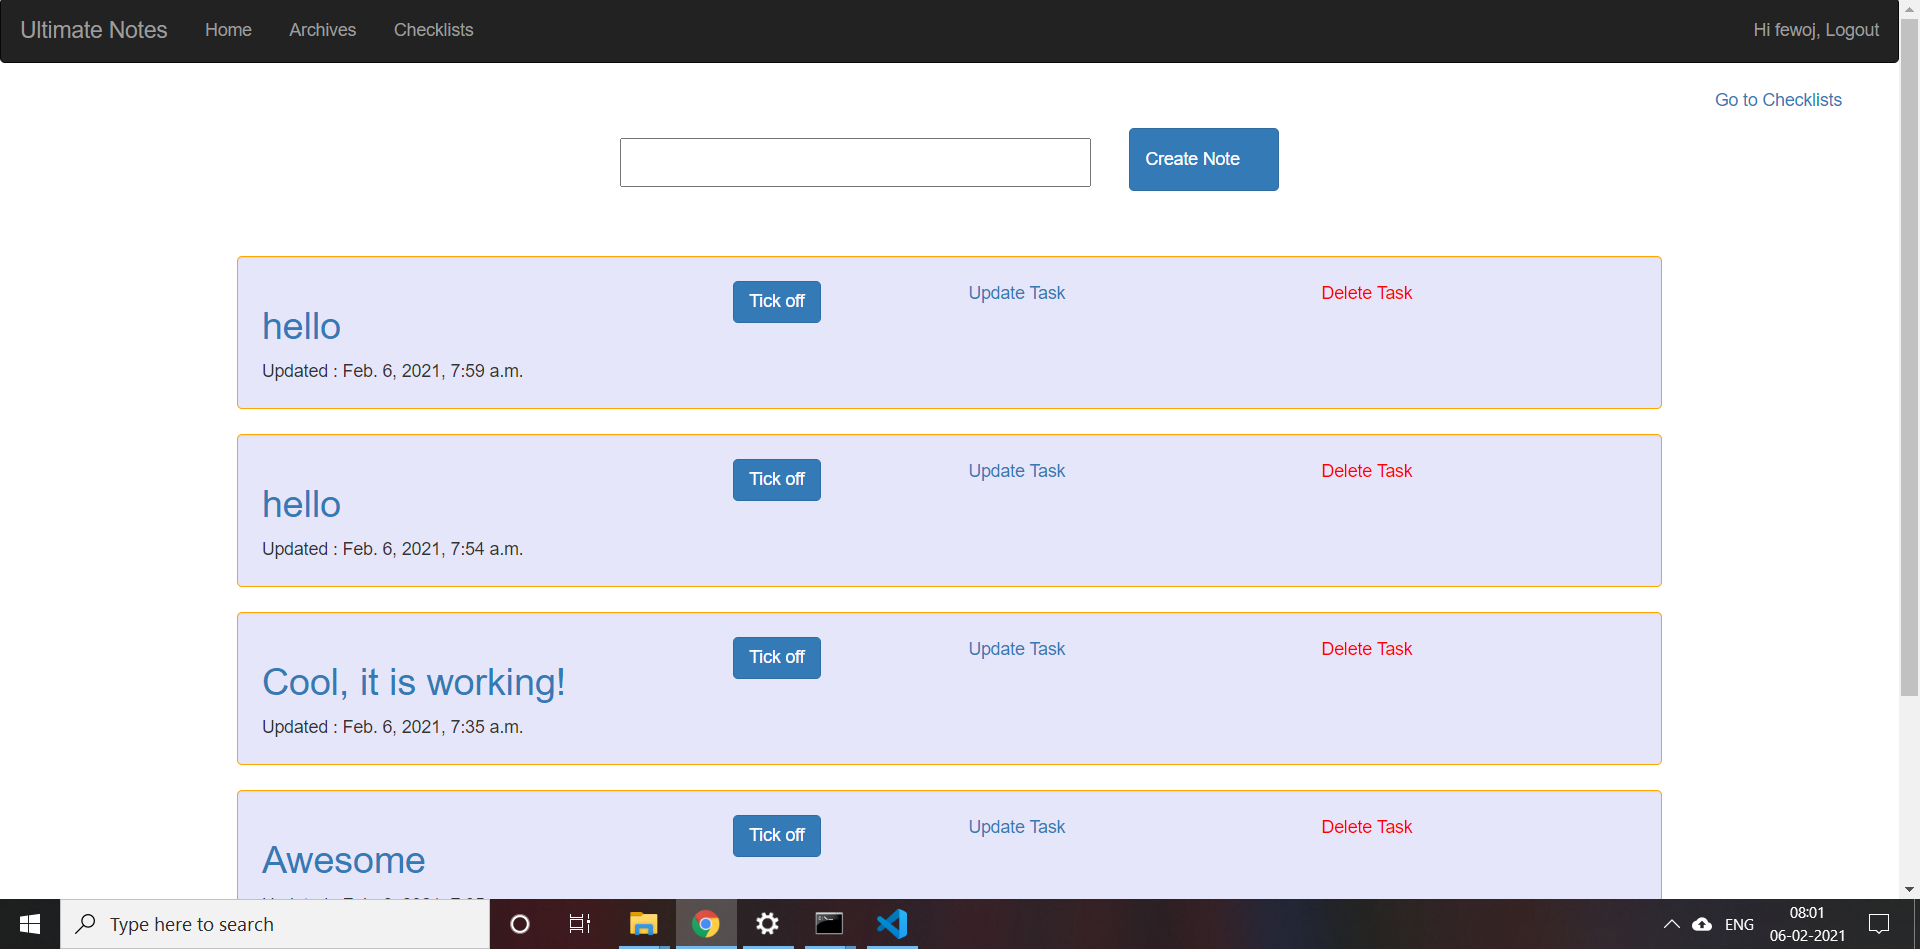 Ultimate Notes Home Archives Checklists Hi fewoj, Logout
Go to Checklists
Create Note
Tick off Update Task Delete Task
hello
Updated : Feb. 6, 2021, 7:59 a.m.
Tick off Update Task Delete Task
hello
Updated : Feb. 6, 2021, 7:54 a.m.
Tick off Update Task Delete Task
Cool, it is working!
Updated : Feb. 6, 2021, 7:35 a.m.
Tick off Update Task Delete Task
Awesome
Type here to search
ENG
08:01
06-02-2021